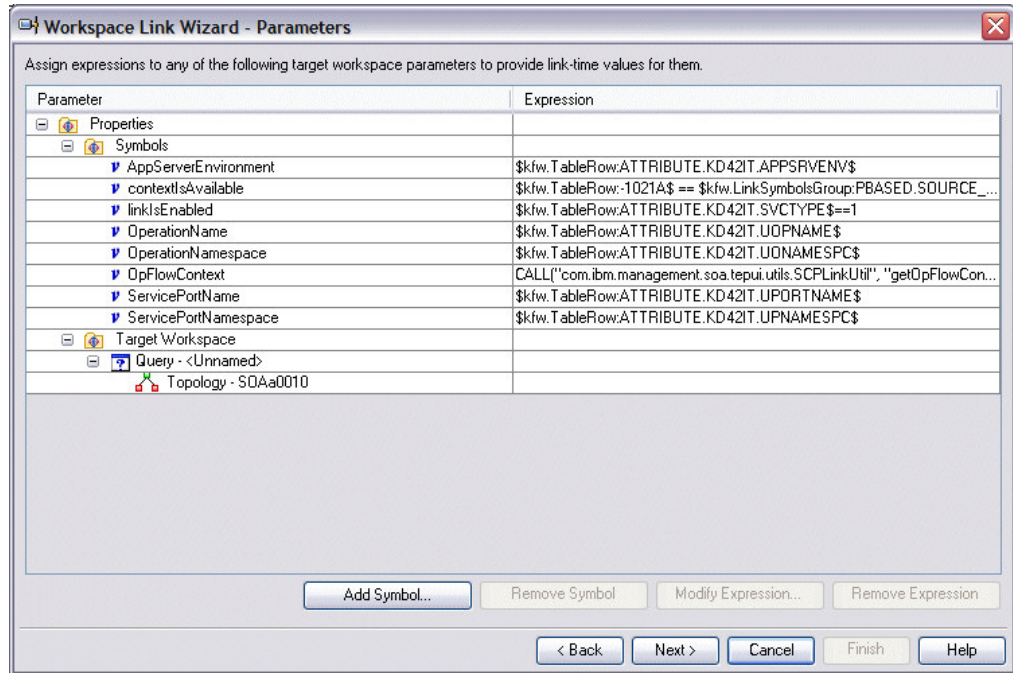 Workspace Link Wizard - Parameters
Assign expressions to any of the following target workspace parameters to provide link-time values for them.
Parameter Expression
Properties
Symbols
AppServerEnvironment $kfw.TableRow:ATTRIBUTE.KD42IT.APPSRVENV$
contextIsAvailable $kfw.TableRow:-1021A$ == $kfw.LinkSymbolsGroup:PBASED.SOURCE_...
linkIsEnabled $kfw.TableRow:ATTRIBUTE.KD42IT.SVCTYPE$==1
OperationName $kfw.TableRow:ATTRIBUTE.KD42IT.UOPNAME$
OperationNamespace $kfw.TableRow:ATTRIBUTE.KD42IT.UONAMESPC$
OpFlowContext CALL("com.ibm.management.soa.tepui.utils.SCPLinkUtil", "getOpFlowCon...
ServicePortName $kfw.TableRow:ATTRIBUTE.KD42IT.UPORTNAME$
ServicePortNamespace $kfw.TableRow:ATTRIBUTE.KD42IT.UPNAMESPC$
Target Workspace
Query - <Unnamed>
Topology - SOAa0010
Add Symbol... Remove Symbol Modify Expression... Remove Expression
< Back Next > Cancel Finish Help